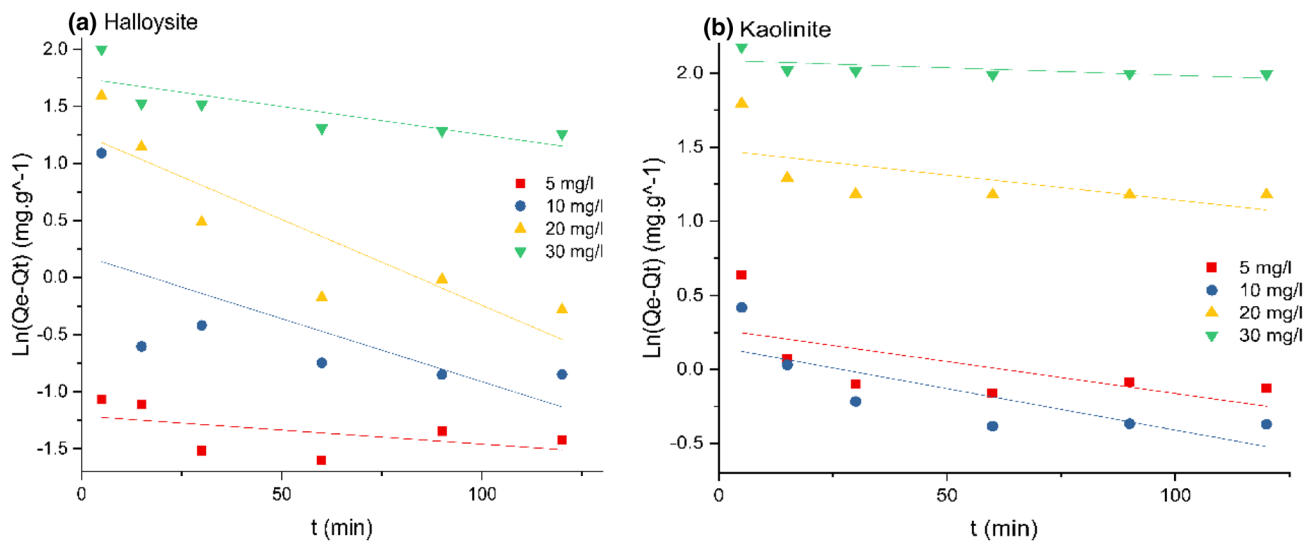 (a) Halloysite
Ln(Qe-Qt) (mg.g^-1)
2.0
1.5
1.0
0.5
0.0
-0.5
-1.0
-1.5
5 mg/l
10 mg/l
20 mg/l
30 mg/l
0
50
100
t (min)
(b) Kaolinite
Ln(Qe-Qt) (mg.g^-1)
2.0
1.5
1.0
0.5
0.0
-0.5
5 mg/l
10 mg/l
20 mg/l
30 mg/l
0
50
100
t (min)